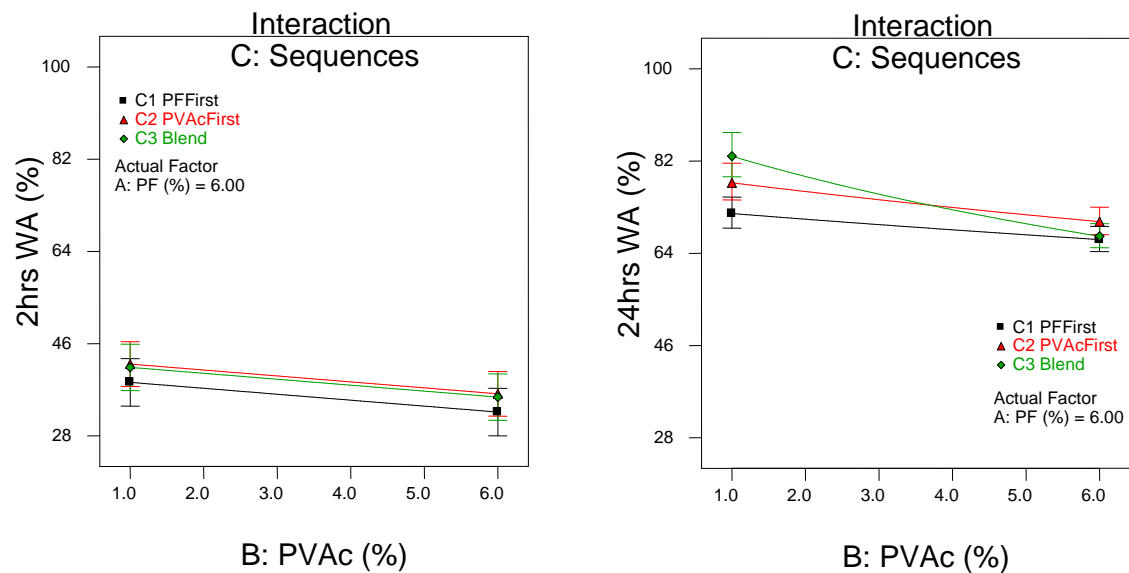 Interaction
C: Sequences
2hrs WA (%)
100
82
64
46
28
C1 PFFirst
C2 PVAcFirst
C3 Blend
Actual Factor
A: PF (%) = 6.00
1.0 2.0 3.0 4.0 5.0 6.0
B: PVAc (%)
Interaction
C: Sequences
24hrs WA (%)
100
82
64
46
28
C1 PFFirst
C2 PVAcFirst
C3 Blend
Actual Factor
A: PF (%) = 6.00
1.0 2.0 3.0 4.0 5.0 6.0
B: PVAc (%)